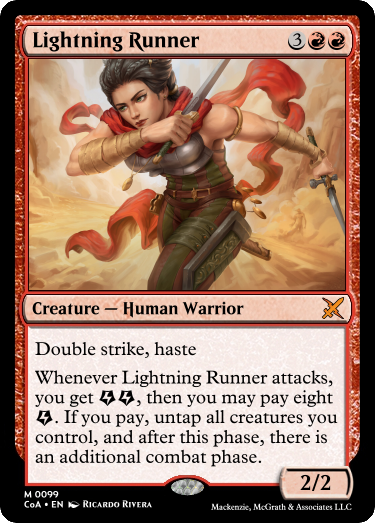 Lightning Runner 3
Creature — Human Warrior
Double strike, haste
Whenever Lightning Runner attacks,
you get , then you may pay eight
. If you pay, untap all creatures you
control, and after this phase, there is
an additional combat phase.
2/2
M 0099
CoA • EN Ricardo Rivera
Mackenzie, McGrath & Associates LLC